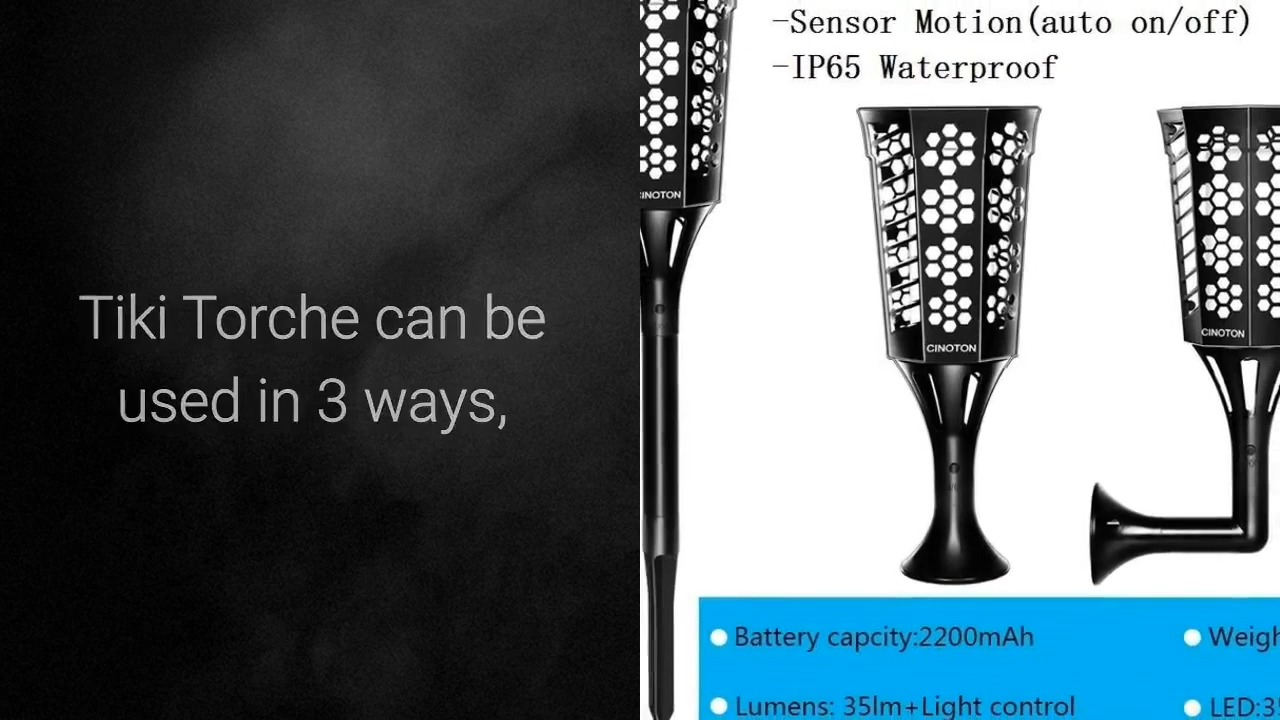 Tiki Torche can be
used in 3 ways,
-Sensor Motion(auto on/off)
-IP65 Waterproof
CINOTON
CINOTON
CINOTON
Battery capcity:2200mAh
Lumens: 35lm+Light control